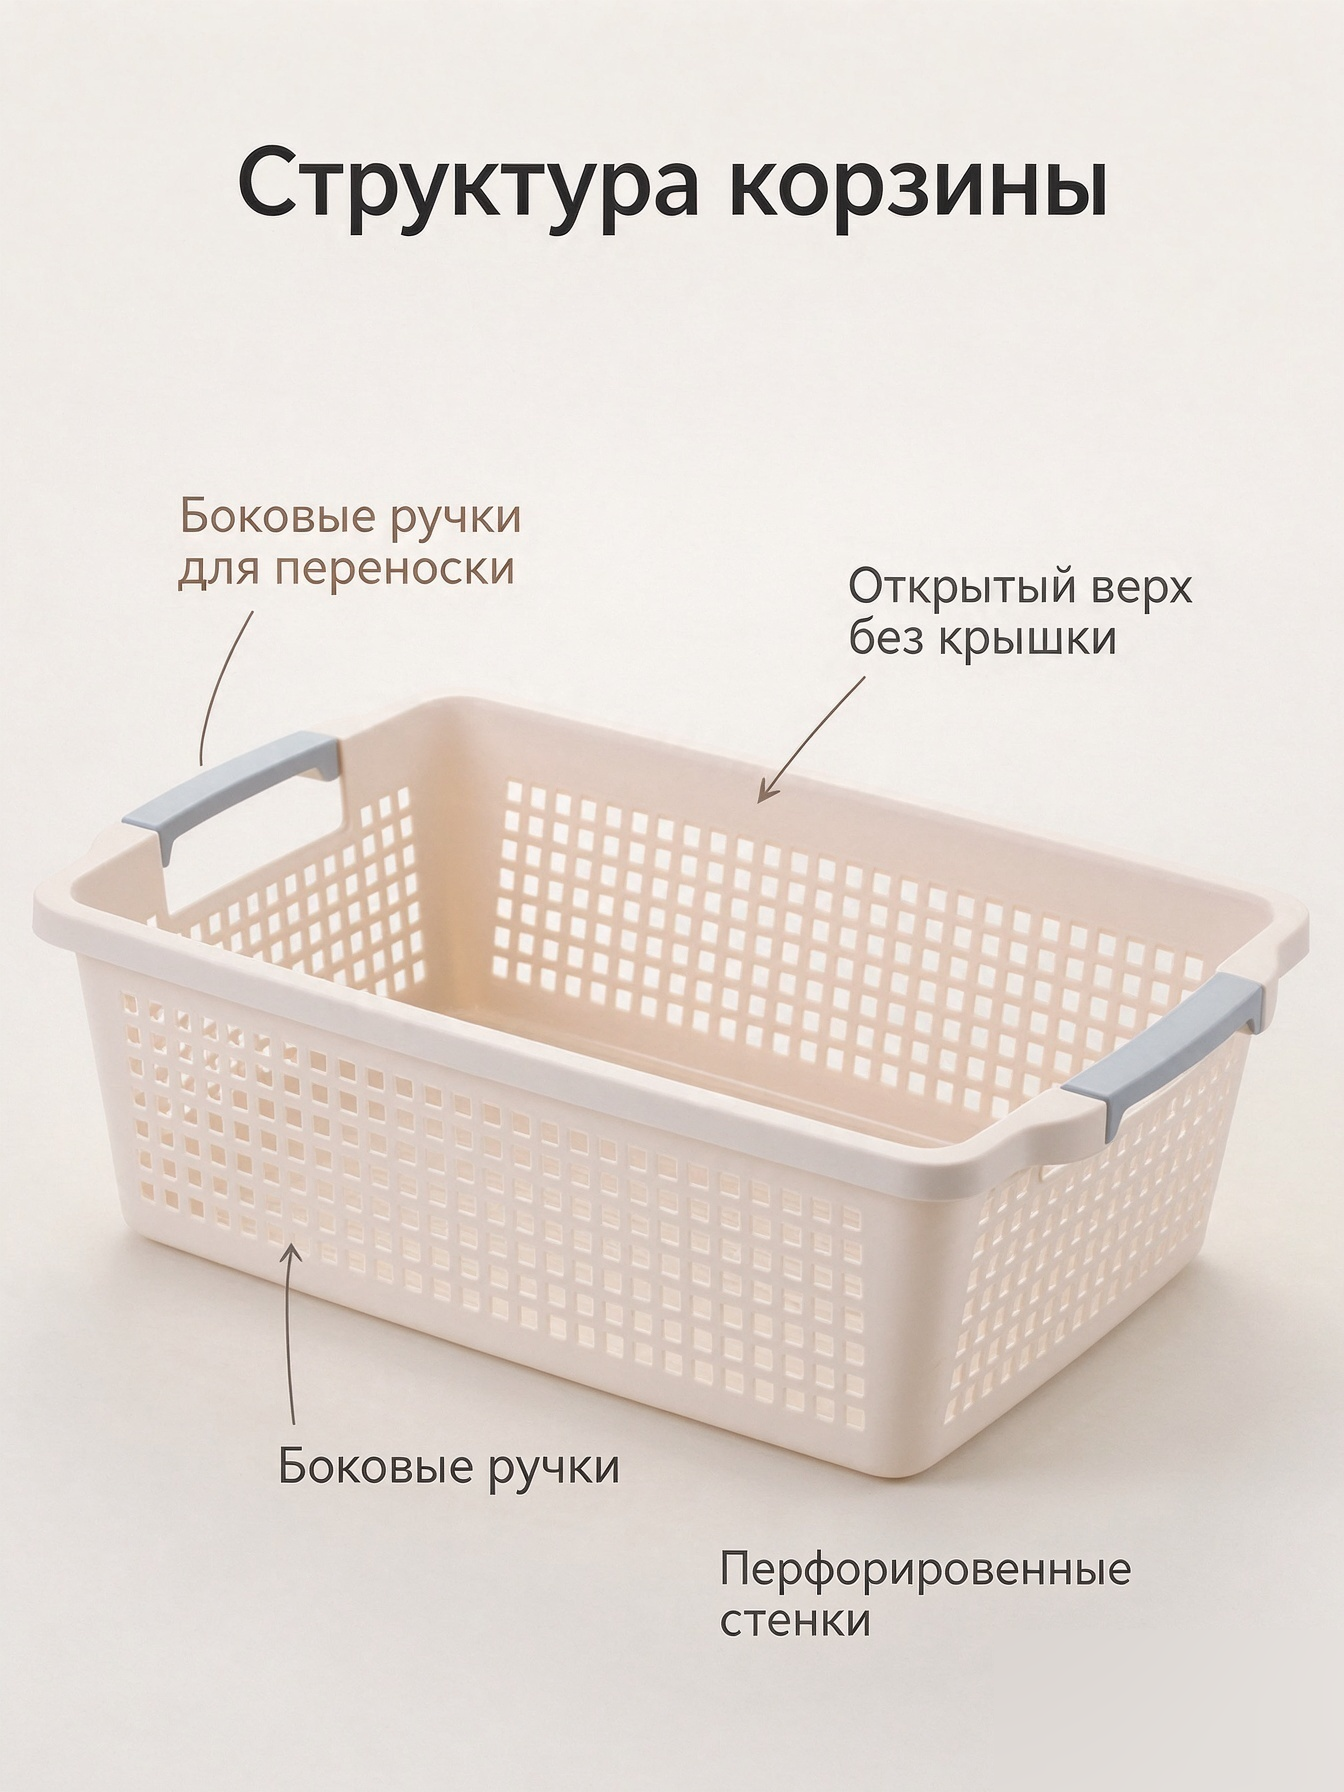 Структура корзины
Боковые ручки
для переноски
Открытый верх
без крышки
Боковые ручки
Перфорировенные
стенки